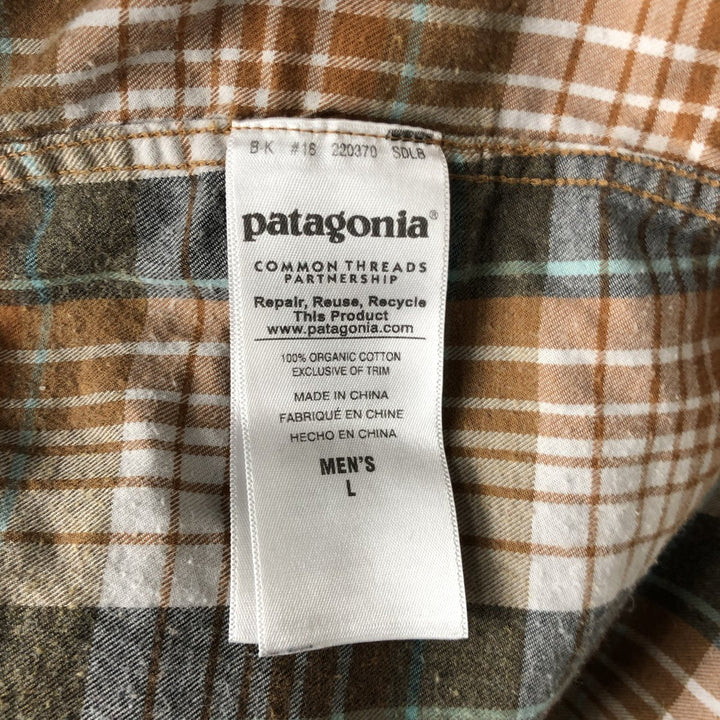 B-K #16 220370 SDLB
patagonia®
COMMON THREADS
PARTNERSHIP
Repair, Reuse, Recycle
This Product
www.patagonia.com
100% ORGANIC COTTON
EXCLUSIVE OF TRIM
MADE IN CHINA
FABRIQUÉ EN CHINE
HECHO EN CHINA
MEN'S
L